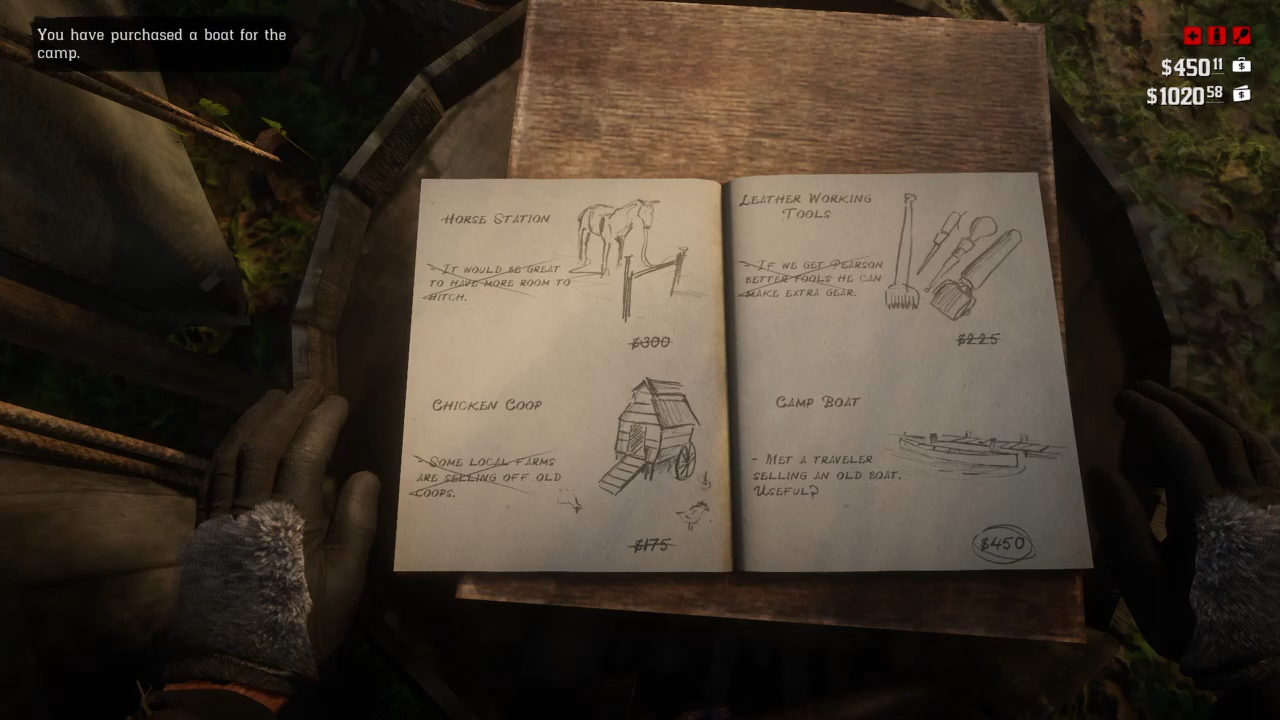 You have purchased a boat for the
camp.
$450 11
$1020 58
Horse Station
- It would be great
to have more room to
hitch.
$300
Chicken Coop
- Some local farms
are selling off old
coops.
$175
Leather Working
Tools
- If we get Pearson
better tools he can
make extra gear.
$225
Camp Boat
- Met a traveler
selling an old boat.
Useful?
$450